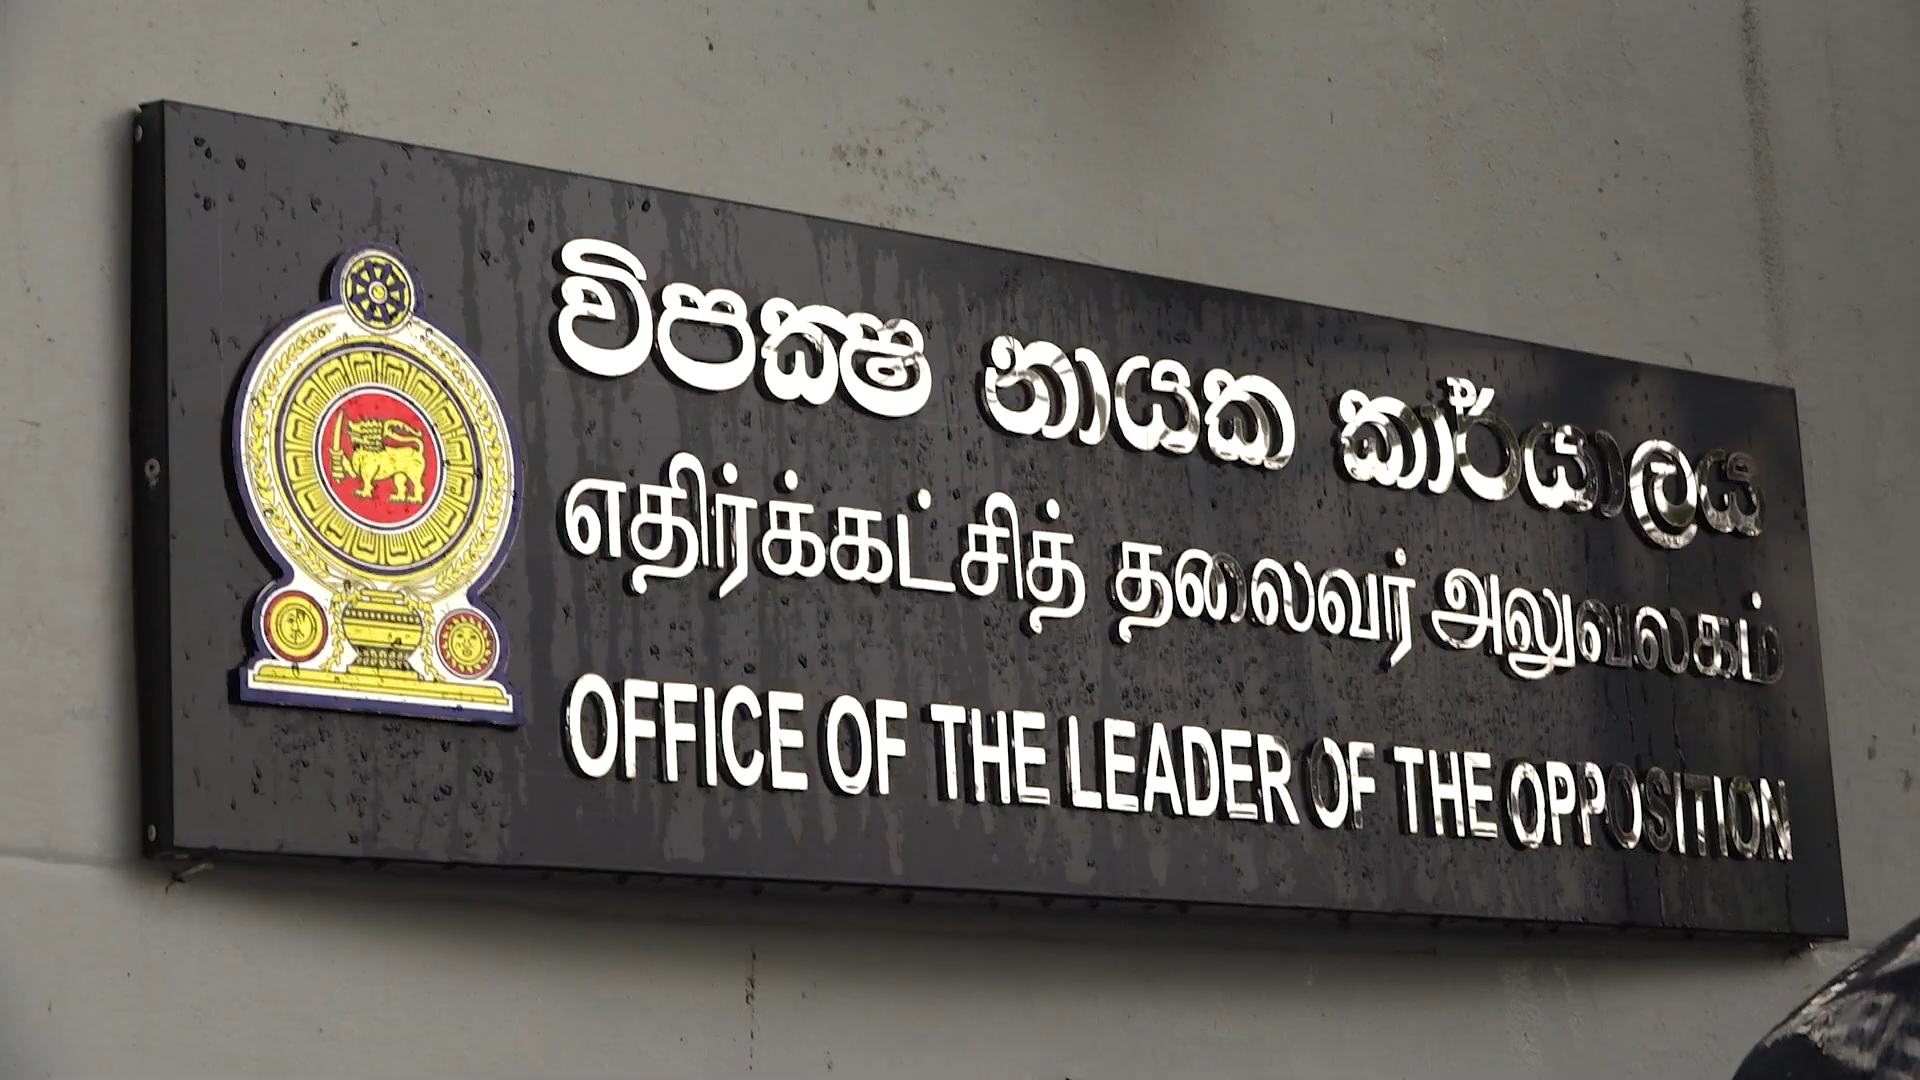 විපක්ෂ නායක කාර්යාලය
எதிர்க்கட்சித் தலைவர் அலுவலகம்
OFFICE OF THE LEADER OF THE OPPOSITION